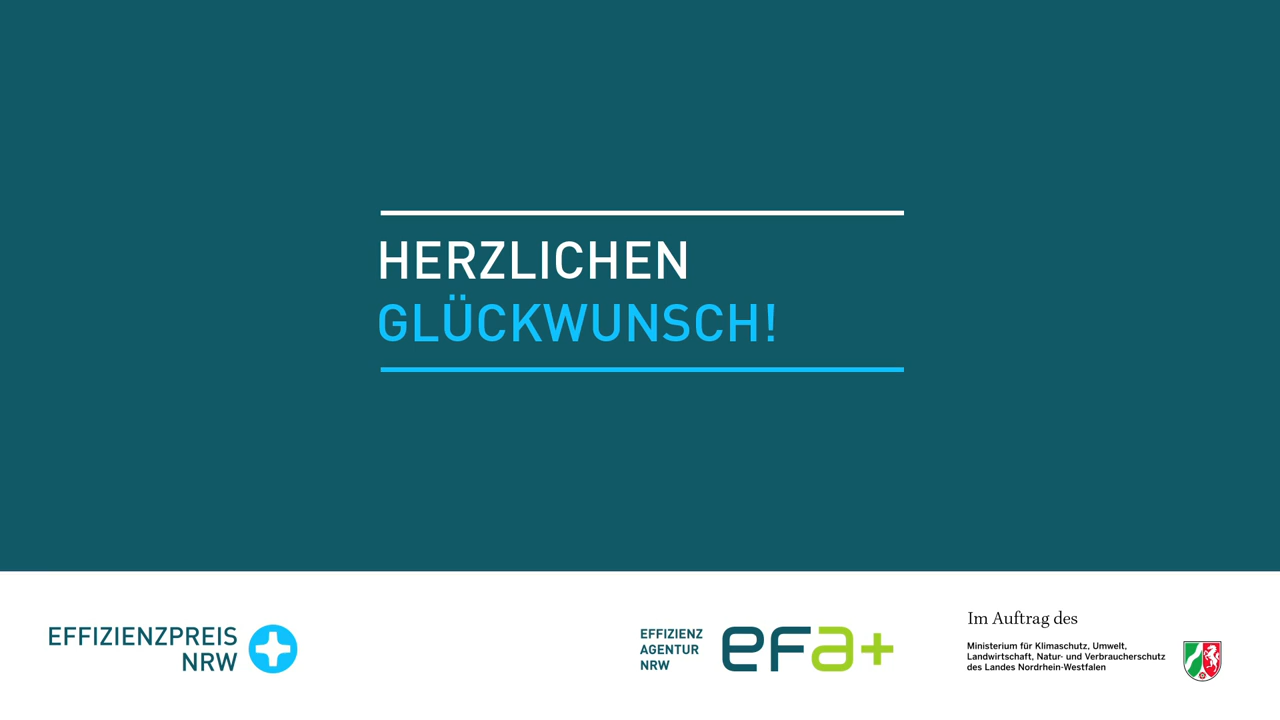 HERZLICHEN
GLÜCKWUNSCH!
EFFIZIENZPREIS
NRW
EFFIZIENZ
AGENTUR
NRW
efa+
Im Auftrag des
Ministerium für Klimaschutz, Umwelt,
Landwirtschaft, Natur- und Verbraucherschutz
des Landes Nordrhein-Westfalen